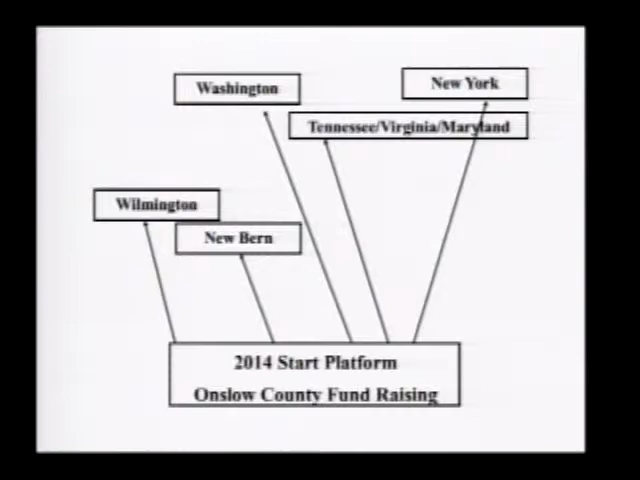 Washington
New York
Tennessee/Virginia/Maryland
Wilmington
New Bern
2014 Start Platform
Onslow County Fund Raising